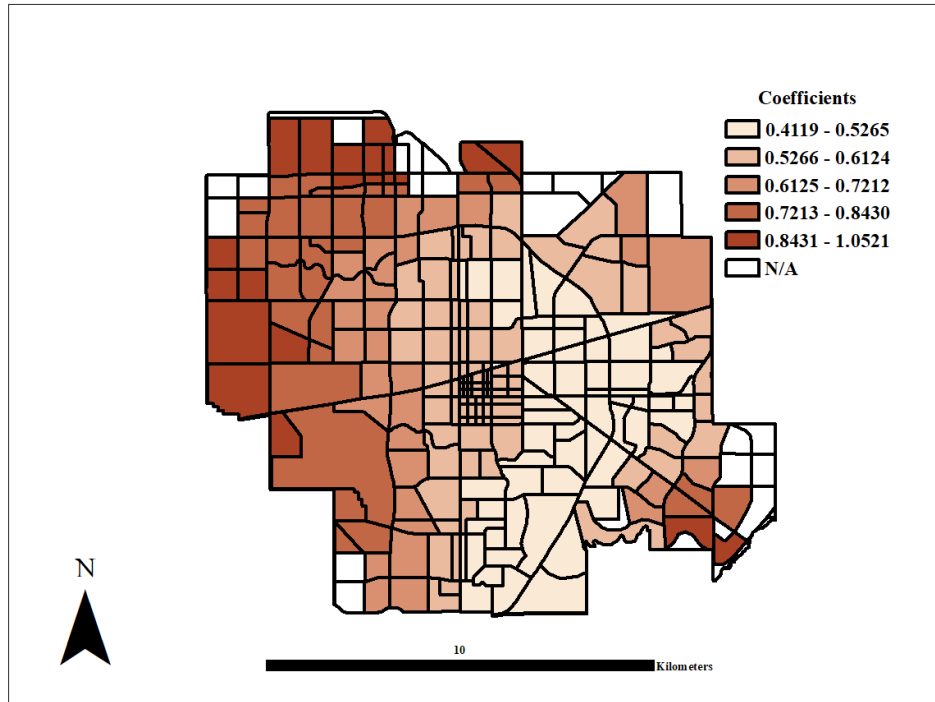 Coefficients
0.4119 - 0.5265
0.5266 - 0.6124
0.6125 - 0.7212
0.7213 - 0.8430
0.8431 - 1.0521
N/A
N
10
Kilometers